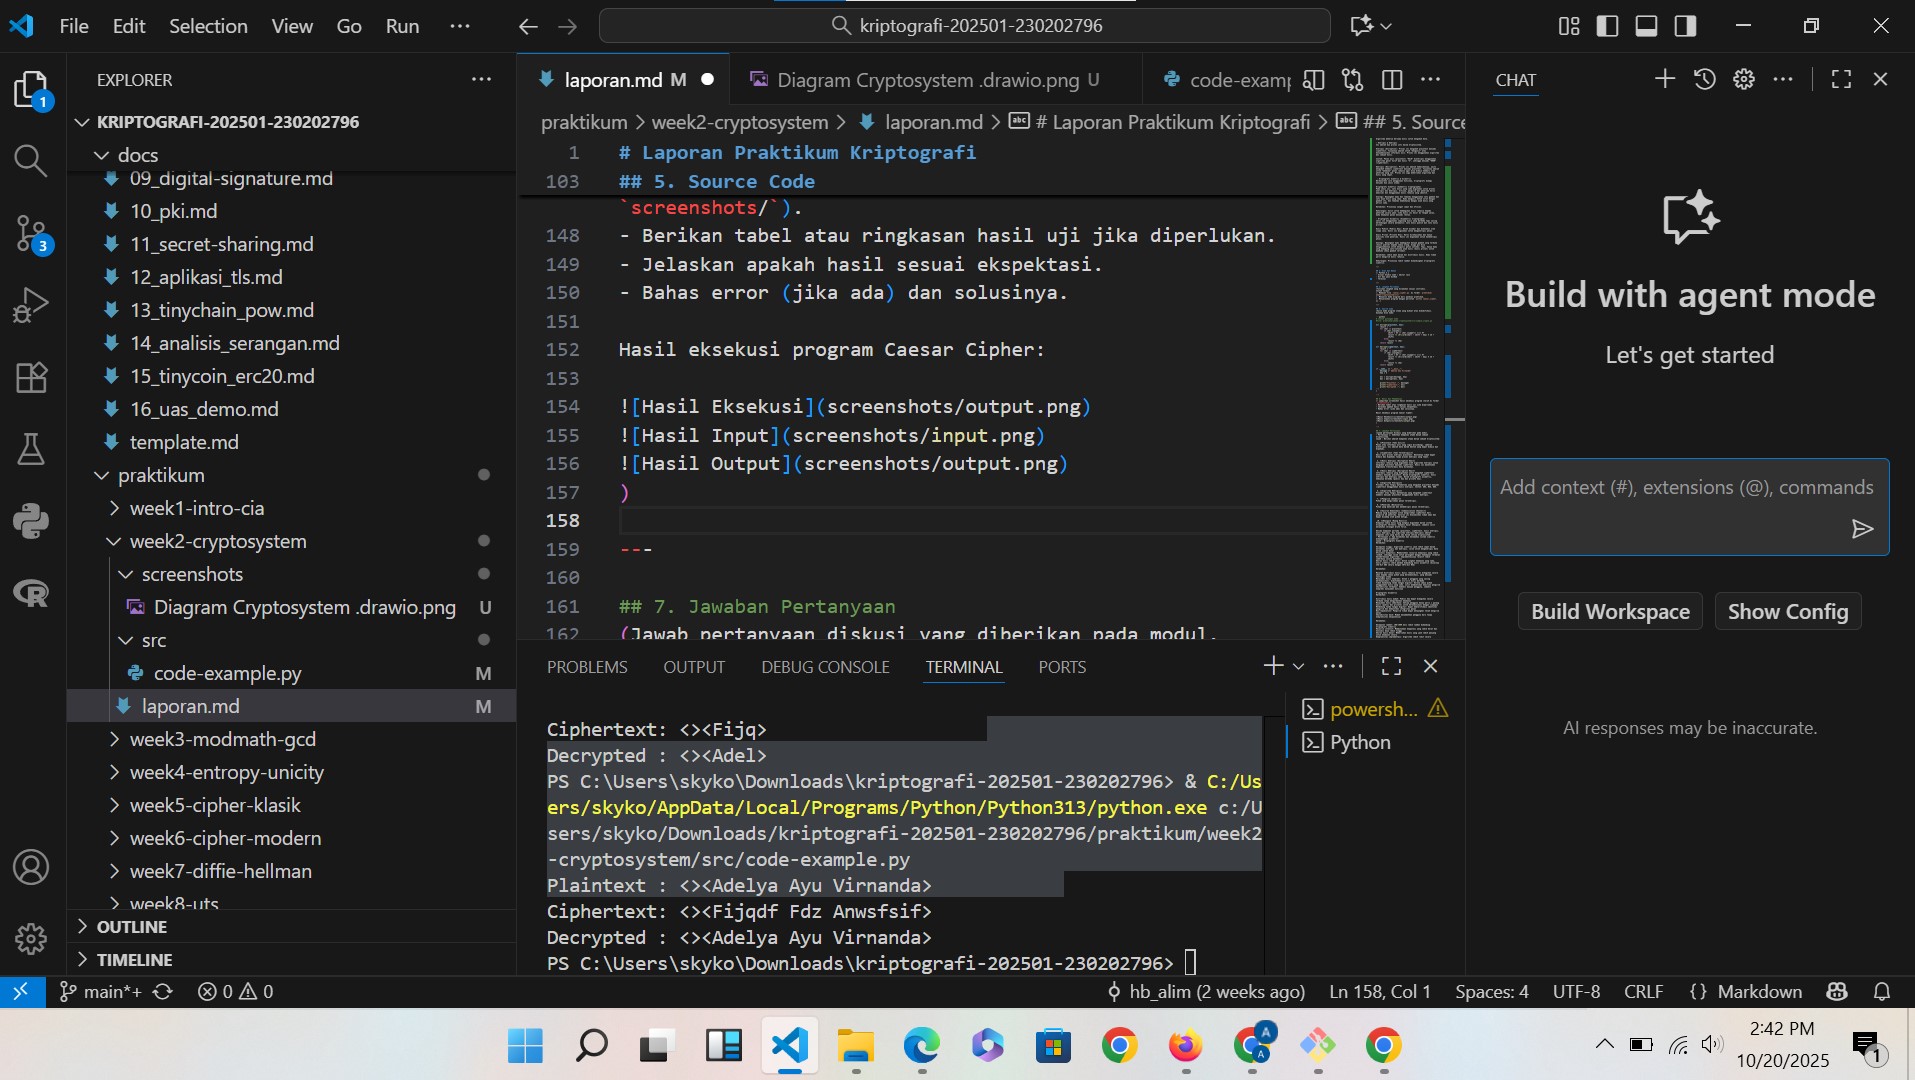 File Edit Selection View Go Run ···
kriptografi-202501-230202796
EXPLORER
KRIPTOGRAFI-202501-230202796
docs
09_digital-signature.md
10_pki.md
11_secret-sharing.md
12_aplikasi_tls.md
13_tinychain_pow.md
14_analisis_serangan.md
15_tinycoin_erc20.md
16_uas_demo.md
template.md
praktikum
week1-intro-cia
week2-cryptosystem
screenshots
Diagram Cryptosystem .drawio.png U
src
code-example.py M
laporan.md M
week3-modmath-gcd
week4-entropy-unicity
week5-cipher-klasik
week6-cipher-modern
week7-diffie-hellman
week8-uts
OUTLINE
TIMELINE
1
3
laporan.md M
Diagram Cryptosystem .drawio.png U
code-examp
praktikum > week2-cryptosystem > laporan.md > # Laporan Praktikum Kriptografi > ## 5. Source
1 # Laporan Praktikum Kriptografi
103 ## 5. Source Code
`screenshots/`).
148 - Berikan tabel atau ringkasan hasil uji jika diperlukan.
149 - Jelaskan apakah hasil sesuai ekspektasi.
150 - Bahas error (jika ada) dan solusinya.
151
152 Hasil eksekusi program Caesar Cipher:
153
154 ![Hasil Eksekusi](screenshots/output.png)
155 ![Hasil Input](screenshots/input.png)
156 ![Hasil Output](screenshots/output.png)
157 )
158
159 ---
160
161 ## 7. Jawaban Pertanyaan
162 (Jawab pertanyaan diskusi yang diberikan pada modul.
PROBLEMS OUTPUT DEBUG CONSOLE TERMINAL PORTS
Ciphertext: <><Fijq>
Decrypted : <><Adel>
PS C:\Users\skyko\Downloads\kriptografi-202501-230202796> & C:/Us
ers/skyko/AppData/Local/Programs/Python/Python313/python.exe c:/U
sers/skyko/Downloads/kriptografi-202501-230202796/praktikum/week2
-cryptosystem/src/code-example.py
Plaintext : <><Adelya Ayu Virnanda>
Ciphertext: <><Fijqdf Fdz Anwsfsif>
Decrypted : <><Adelya Ayu Virnanda>
PS C:\Users\skyko\Downloads\kriptografi-202501-230202796>
powersh...
Python
CHAT
Build with agent mode
Let's get started
Add context (#), extensions (@), commands
Build Workspace Show Config
AI responses may be inaccurate.
main*+ 0 0
hb_alim (2 weeks ago) Ln 158, Col 1 Spaces: 4 UTF-8 CRLF {} Markdown
A
A
2:42 PM
10/20/2025
1